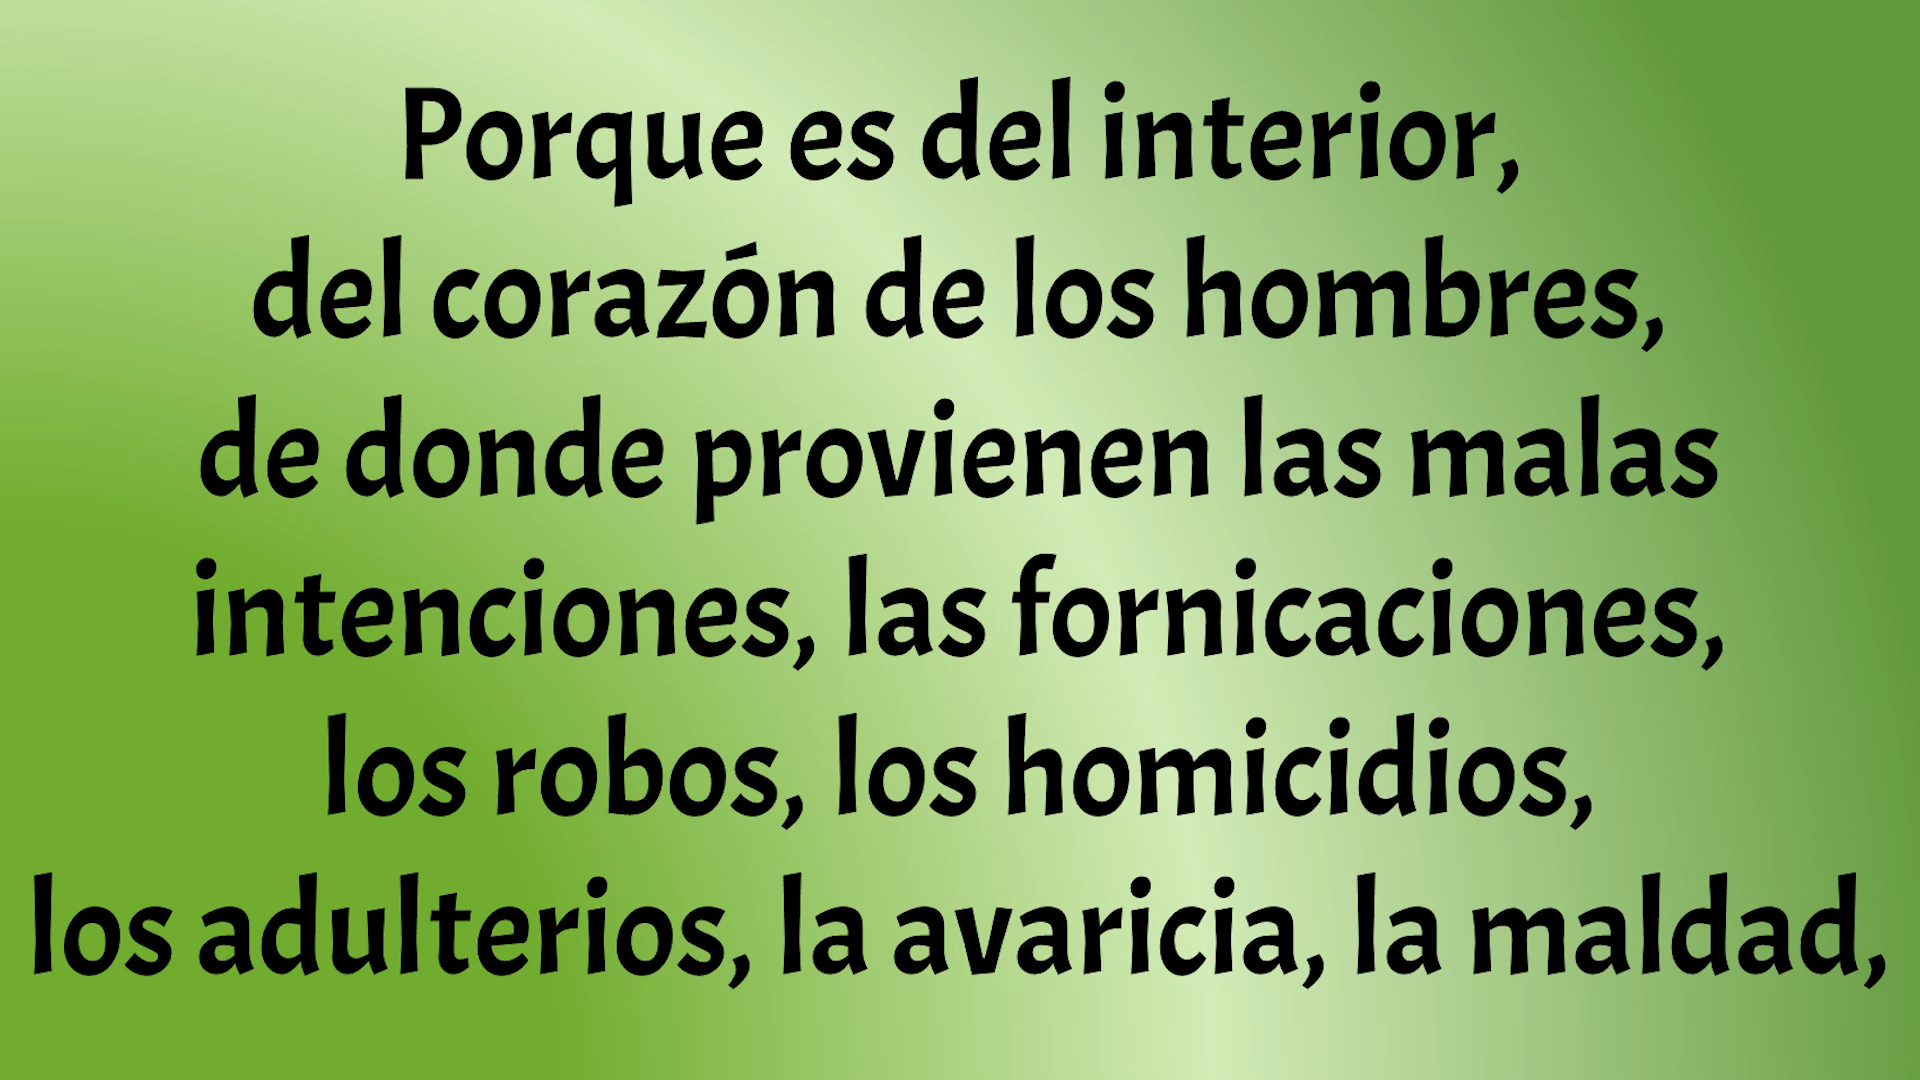 Porque es del interior,
del corazón de los hombres,
de donde provienen las malas
intenciones, las fornicaciones,
los robos, los homicidios,
los adulterios, la avaricia, la maldad,